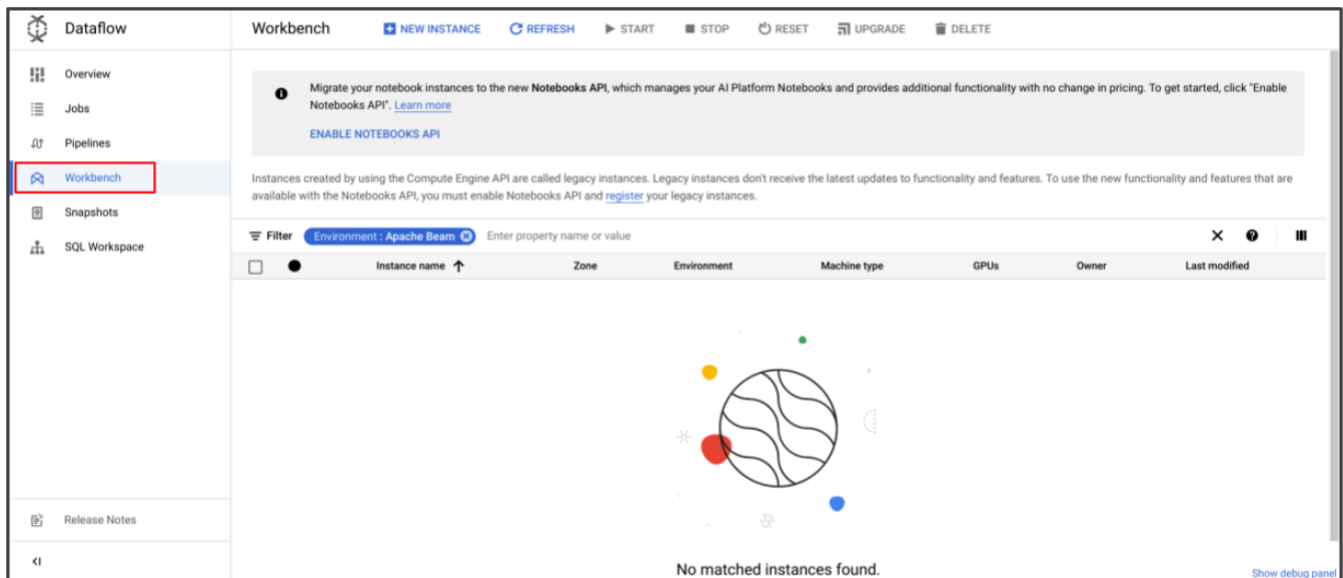 Dataflow
Overview
Jobs
Pipelines
Workbench
Snapshots
SQL Workspace
Release Notes
Workbench
NEW INSTANCE
REFRESH
START
STOP
RESET
UPGRADE
DELETE
Migrate your notebook instances to the new Notebooks API, which manages your AI Platform Notebooks and provides additional functionality with no change in pricing. To get started, click "Enable
Notebooks API". Learn more
ENABLE NOTEBOOKS API
Instances created by using the Compute Engine API are called legacy instances. Legacy instances don't receive the latest updates to functionality and features. To use the new functionality and features that are
available with the Notebooks API, you must enable Notebooks API and register your legacy instances.
Filter Environment : Apache Beam Enter property name or value
Instance name Zone Environment Machine type GPUs Owner Last modified
No matched instances found.
Show debug panel